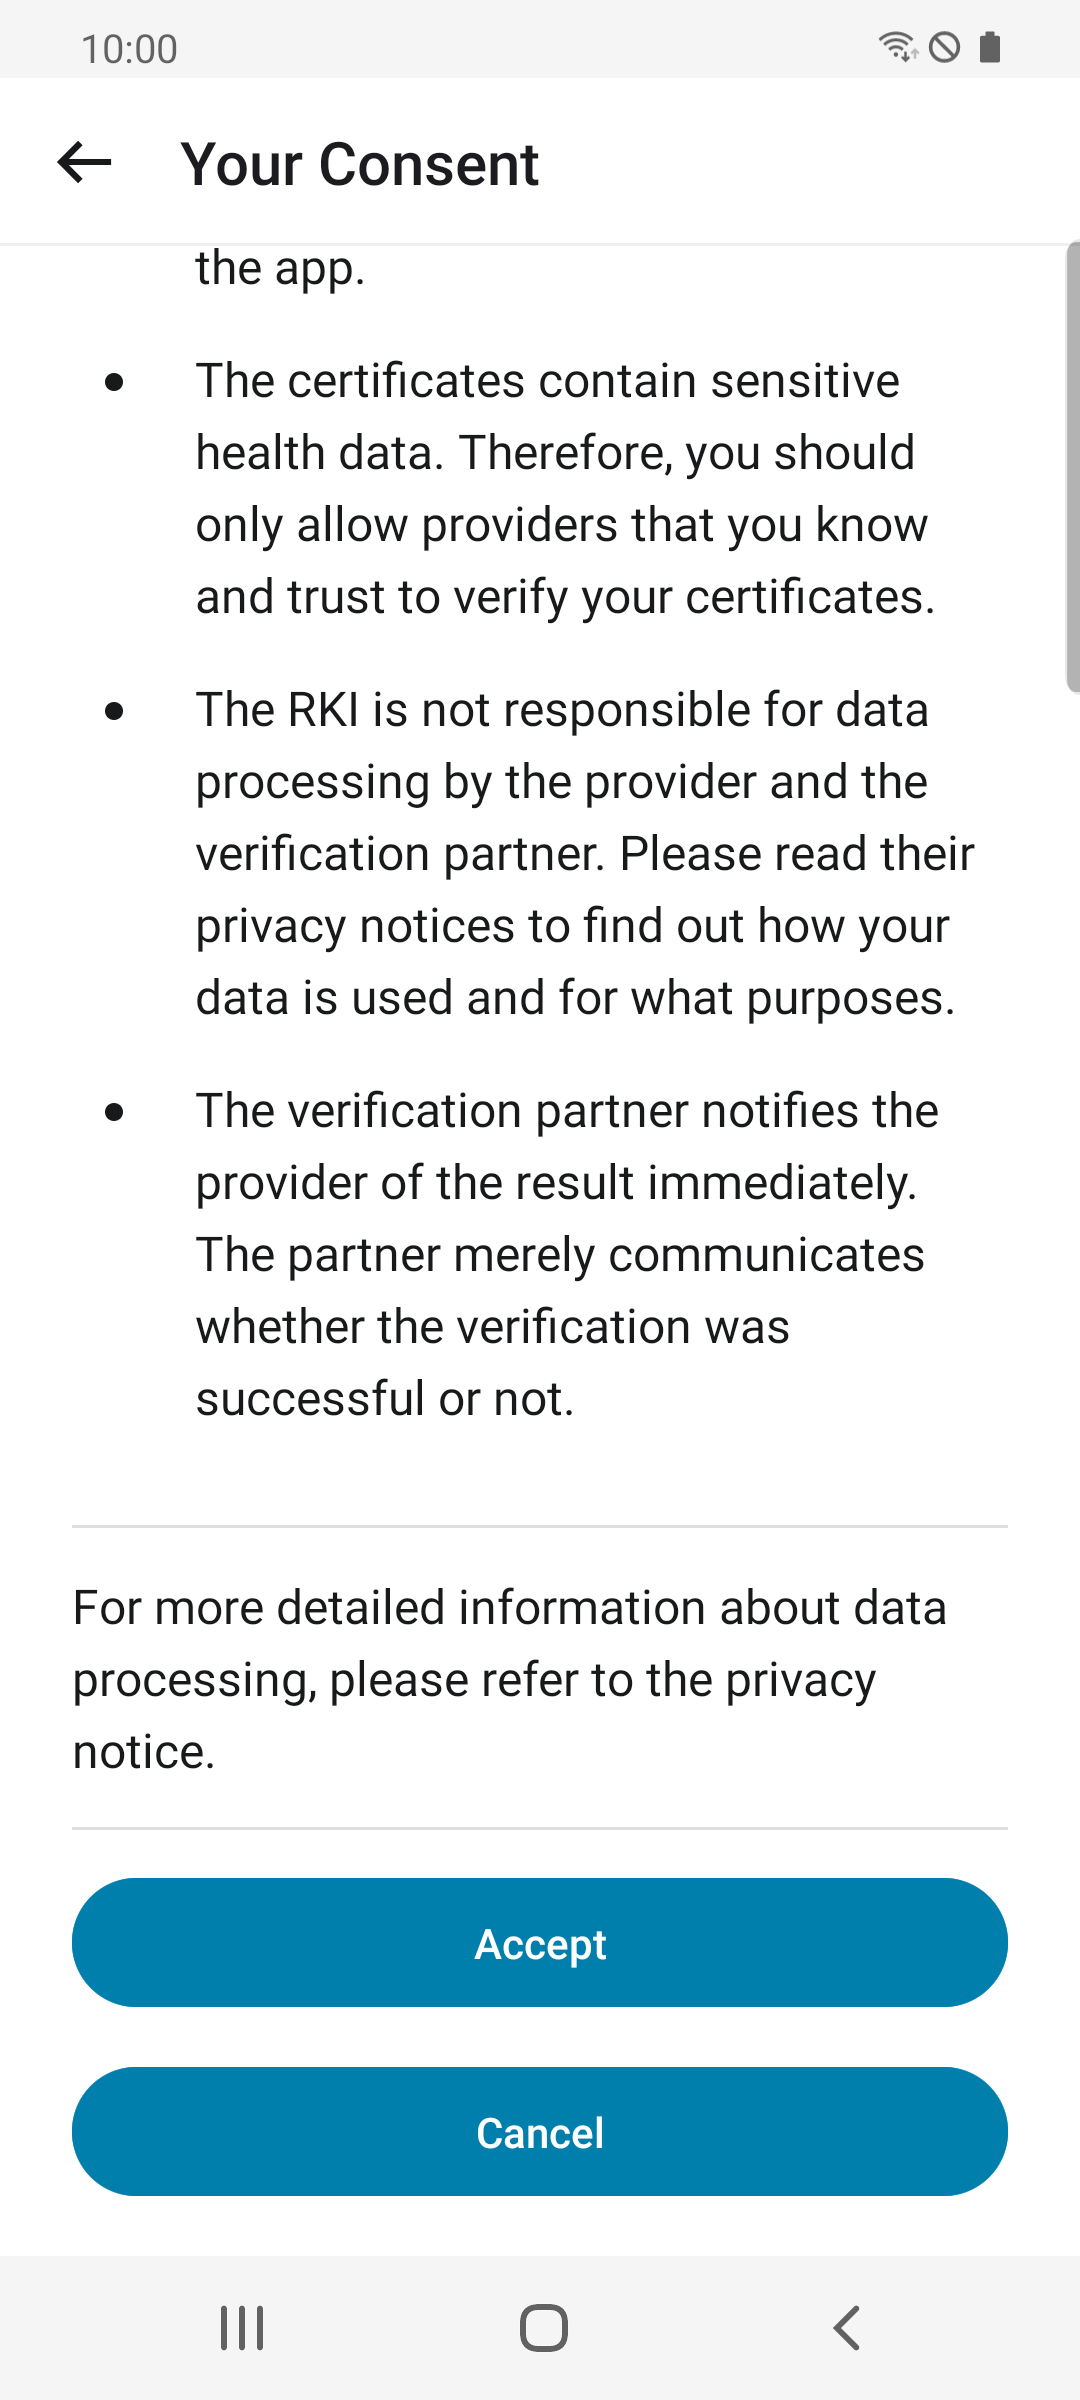 10:00
Your Consent
the app.
• The certificates contain sensitive
health data. Therefore, you should
only allow providers that you know
and trust to verify your certificates.
• The RKI is not responsible for data
processing by the provider and the
verification partner. Please read their
privacy notices to find out how your
data is used and for what purposes.
• The verification partner notifies the
provider of the result immediately.
The partner merely communicates
whether the verification was
successful or not.
For more detailed information about data
processing, please refer to the privacy
notice.
Accept
Cancel